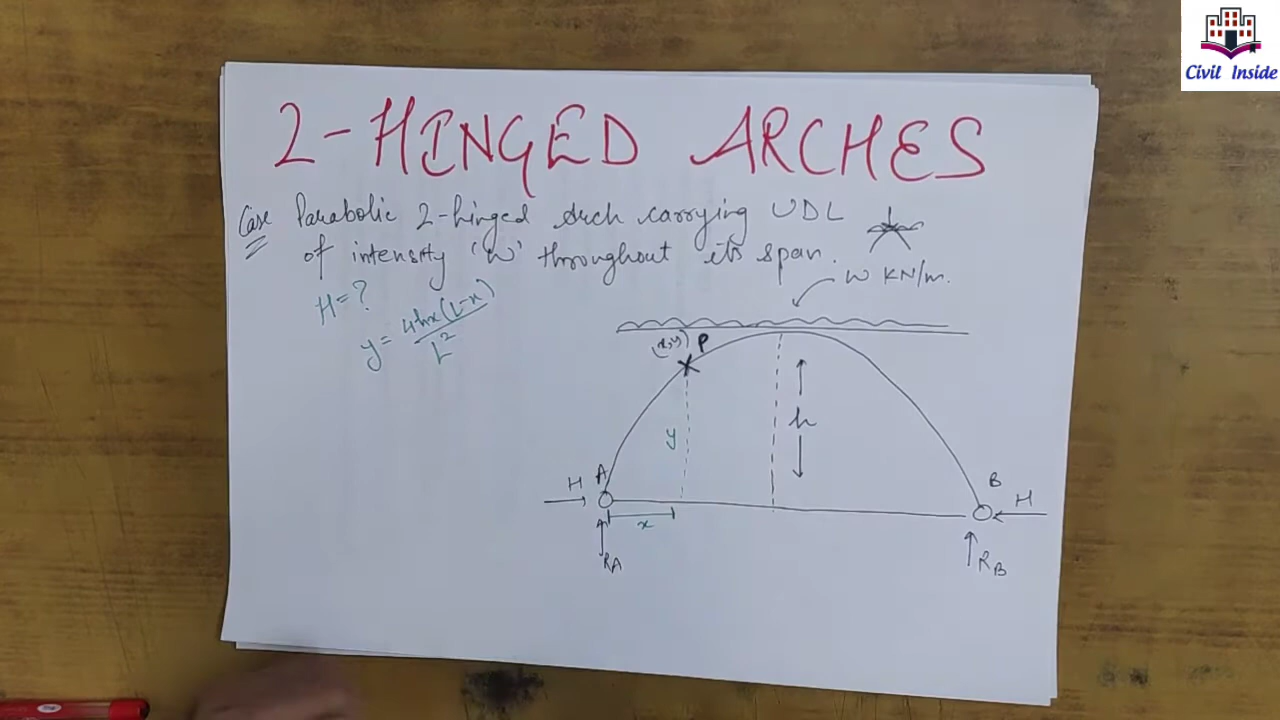 Civil Inside
2-HINGED ARCHES
Case Parabolic 2-hinged Arch carrying UDL
of intensity 'w' throughout its span.
H=?
y = 4hx(L-x)/L²
w KN/m.
(x,y) P
h
y
A
H
x
RA
B
H
RB